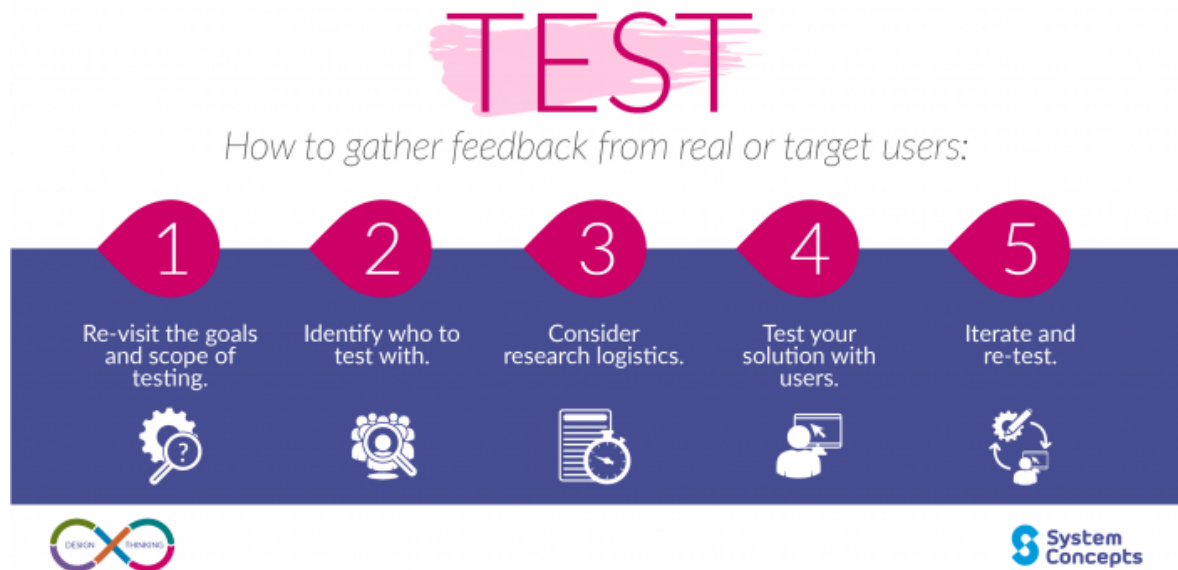 TEST
How to gather feedback from real or target users:
1
Re-visit the goals
and scope of
testing.
2
Identify who to
test with.
3
Consider
research logistics.
4
Test your
solution with
users.
5
Iterate and
re-test.
?
DESIGN THINKING
System
Concepts